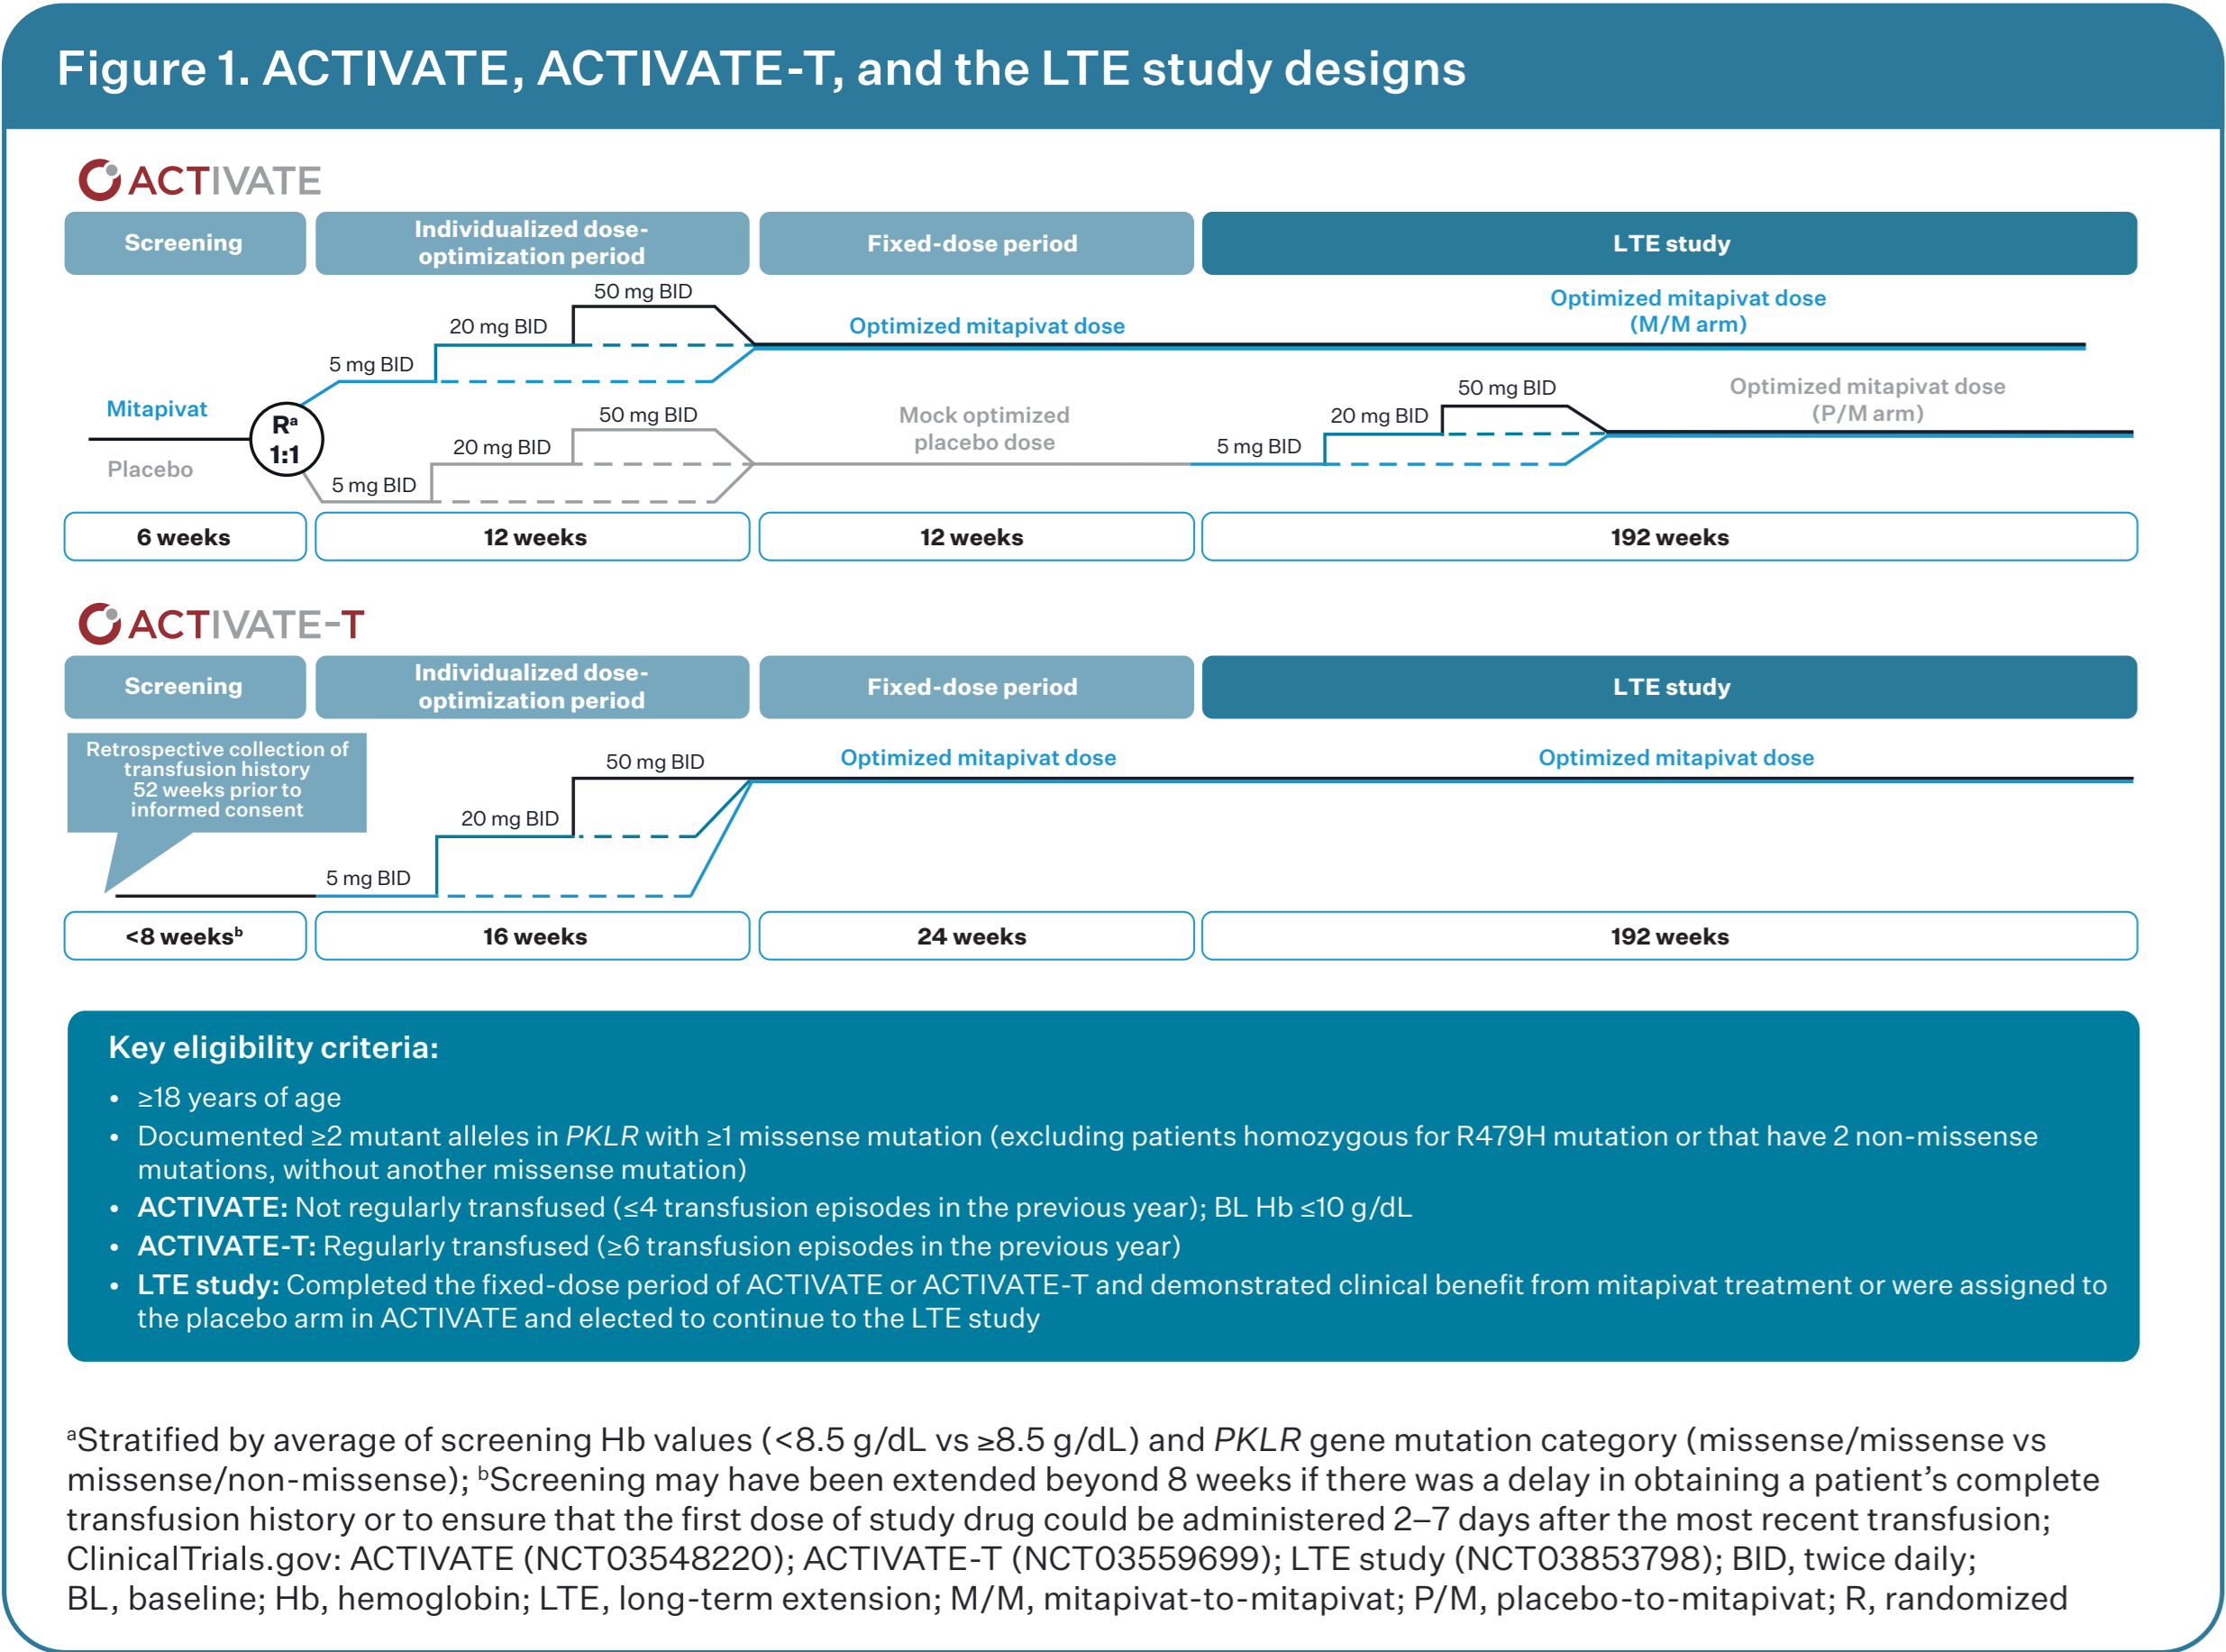 Figure 1. ACTIVATE, ACTIVATE-T, and the LTE study designs
ACTIVATE
Screening
Individualized dose-
optimization period
Fixed-dose period
LTE study
50 mg BID
20 mg BID
5 mg BID
Optimized mitapivat dose
Optimized mitapivat dose
(M/M arm)
Mitapivat
Placebo
Rᵃ
1:1
50 mg BID
20 mg BID
5 mg BID
Mock optimized
placebo dose
5 mg BID
20 mg BID
50 mg BID
Optimized mitapivat dose
(P/M arm)
6 weeks
12 weeks
12 weeks
192 weeks
ACTIVATE-T
Screening
Individualized dose-
optimization period
Fixed-dose period
LTE study
Retrospective collection of
transfusion history
52 weeks prior to
informed consent
5 mg BID
20 mg BID
50 mg BID
Optimized mitapivat dose
Optimized mitapivat dose
<8 weeksᵇ
16 weeks
24 weeks
192 weeks
Key eligibility criteria:
• ≥18 years of age
• Documented ≥2 mutant alleles in PKLR with ≥1 missense mutation (excluding patients homozygous for R479H mutation or that have 2 non-missense
mutations, without another missense mutation)
• ACTIVATE: Not regularly transfused (≤4 transfusion episodes in the previous year); BL Hb ≤10 g/dL
• ACTIVATE-T: Regularly transfused (≥6 transfusion episodes in the previous year)
• LTE study: Completed the fixed-dose period of ACTIVATE or ACTIVATE-T and demonstrated clinical benefit from mitapivat treatment or were assigned to
the placebo arm in ACTIVATE and elected to continue to the LTE study
ᵃStratified by average of screening Hb values (<8.5 g/dL vs ≥8.5 g/dL) and PKLR gene mutation category (missense/missense vs
missense/non-missense); ᵇScreening may have been extended beyond 8 weeks if there was a delay in obtaining a patient’s complete
transfusion history or to ensure that the first dose of study drug could be administered 2–7 days after the most recent transfusion;
ClinicalTrials.gov: ACTIVATE (NCT03548220); ACTIVATE-T (NCT03559699); LTE study (NCT03853798); BID, twice daily;
BL, baseline; Hb, hemoglobin; LTE, long-term extension; M/M, mitapivat-to-mitapivat; P/M, placebo-to-mitapivat; R, randomized